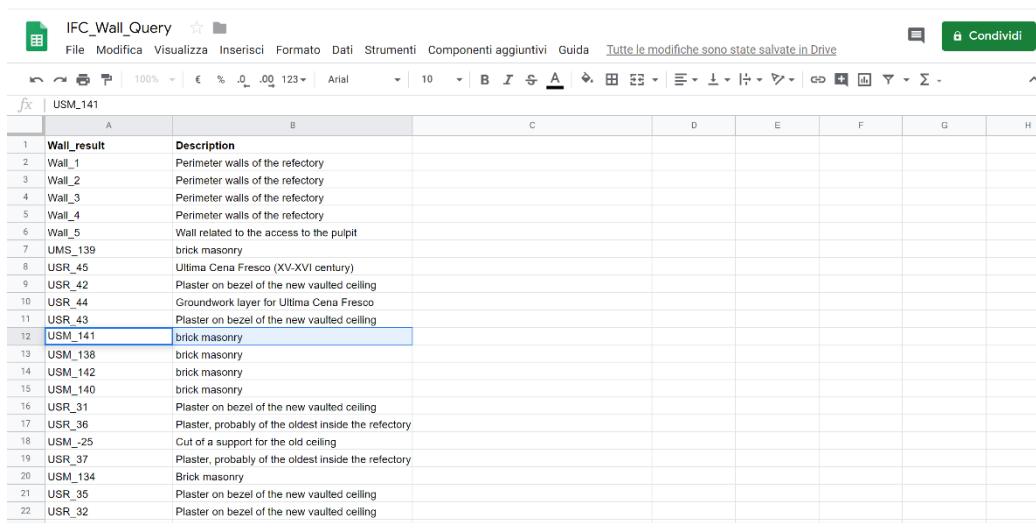 IFC_Wall_Query
File Modifica Visualizza Inserisci Formato Dati Strumenti Componenti aggiuntivi Guida Tutte le modifiche sono state salvate in Drive
Condividi
100% € % .0 .00 123 Arial 10 B I S A
fx USM_141
A B C D E F G H
1 Wall_result Description
2 Wall_1 Perimeter walls of the refectory
3 Wall_2 Perimeter walls of the refectory
4 Wall_3 Perimeter walls of the refectory
5 Wall_4 Perimeter walls of the refectory
6 Wall_5 Wall related to the access to the pulpit
7 UMS_139 brick masonry
8 USR_45 Ultima Cena Fresco (XV-XVI century)
9 USR_42 Plaster on bezel of the new vaulted ceiling
10 USR_44 Groundwork layer for Ultima Cena Fresco
11 USR_43 Plaster on bezel of the new vaulted ceiling
12 USM_141 brick masonry
13 USM_138 brick masonry
14 USM_142 brick masonry
15 USM_140 brick masonry
16 USR_31 Plaster on bezel of the new vaulted ceiling
17 USR_36 Plaster, probably of the oldest inside the refectory
18 USM_-25 Cut of a support for the old ceiling
19 USR_37 Plaster, probably of the oldest inside the refectory
20 USM_134 Brick masonry
21 USR_35 Plaster on bezel of the new vaulted ceiling
22 USR_32 Plaster on bezel of the new vaulted ceiling